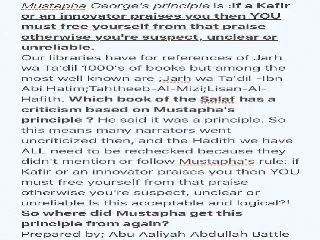 Mustapha George's principle is :If a Kafir
or an innovator praises you then YOU
must free yourself from that praise
otherwise you're suspect, unclear or
unreliable.
Our libraries have for references of Jarh
wa Ta'dil 1000's of books but among the
most well known are ;Jarh wa Ta'dil -Ibn
Abi Hatim;Tahtheeb-Al-Mizi;Lisan-Al-
Hafith. Which book of the Salaf has a
criticism based on Mustapha's
principle ? He said it was a principle. So
this means many narrators went
uncriticized then, and the Hadith we have
ALL need to be rechecked because they
didn't mention or follow Mustapha's rule: if
Kafir or an innovator praises you then YOU
must free yourself from that praise
otherwise you're suspect, unclear or
unreliable.Is this acceptable and logical?!
So where did Mustapha get this
principle from again?
Prepared by; Abu Aaliyah Abdullah Battle